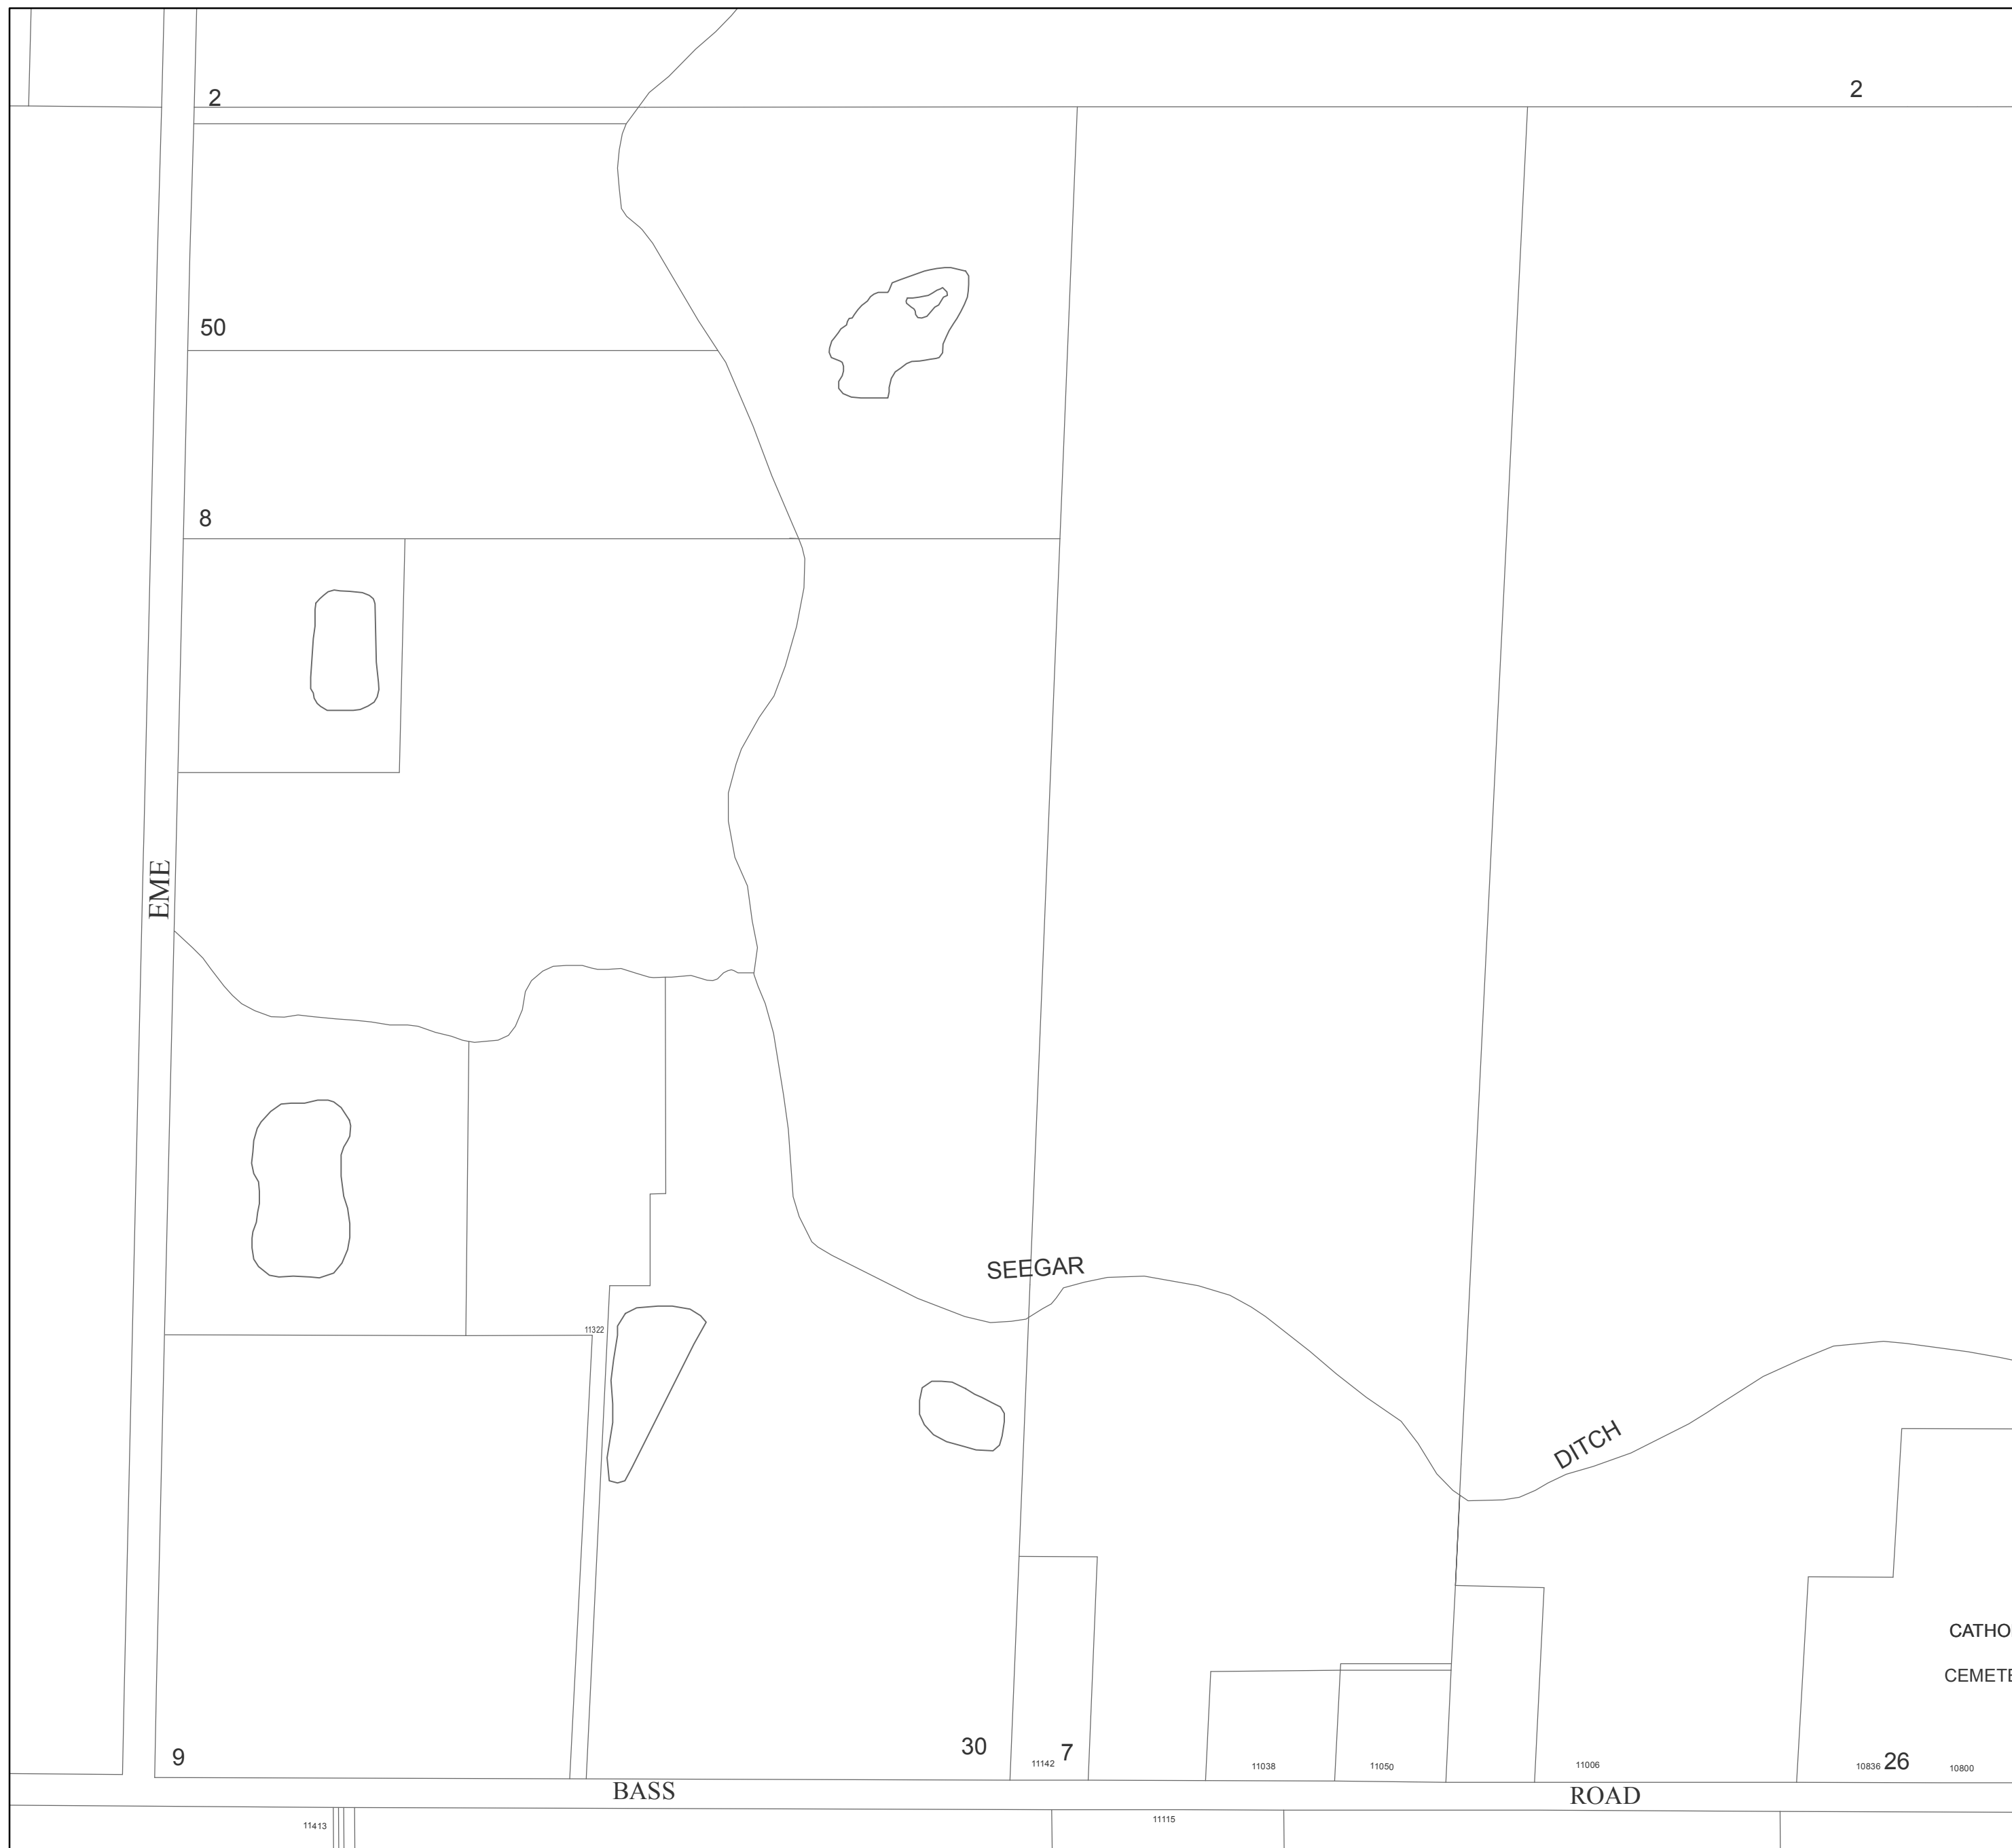 2
2
50
8
EME
SEEGAR
11322
DITCH
CATHO
CEMETE
9
30
7
11142
11038
11050
11006
10836
26
10800
BASS
ROAD
11413
11115